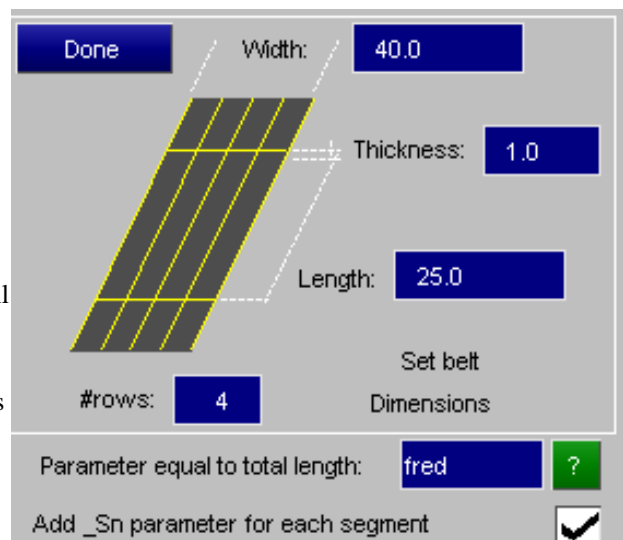 Done
Width: 40.0
Thickness: 1.0
Length: 25.0
Set belt
#rows: 4
Dimensions
Parameter equal to total length: fred ?
Add _Sn parameter for each segment